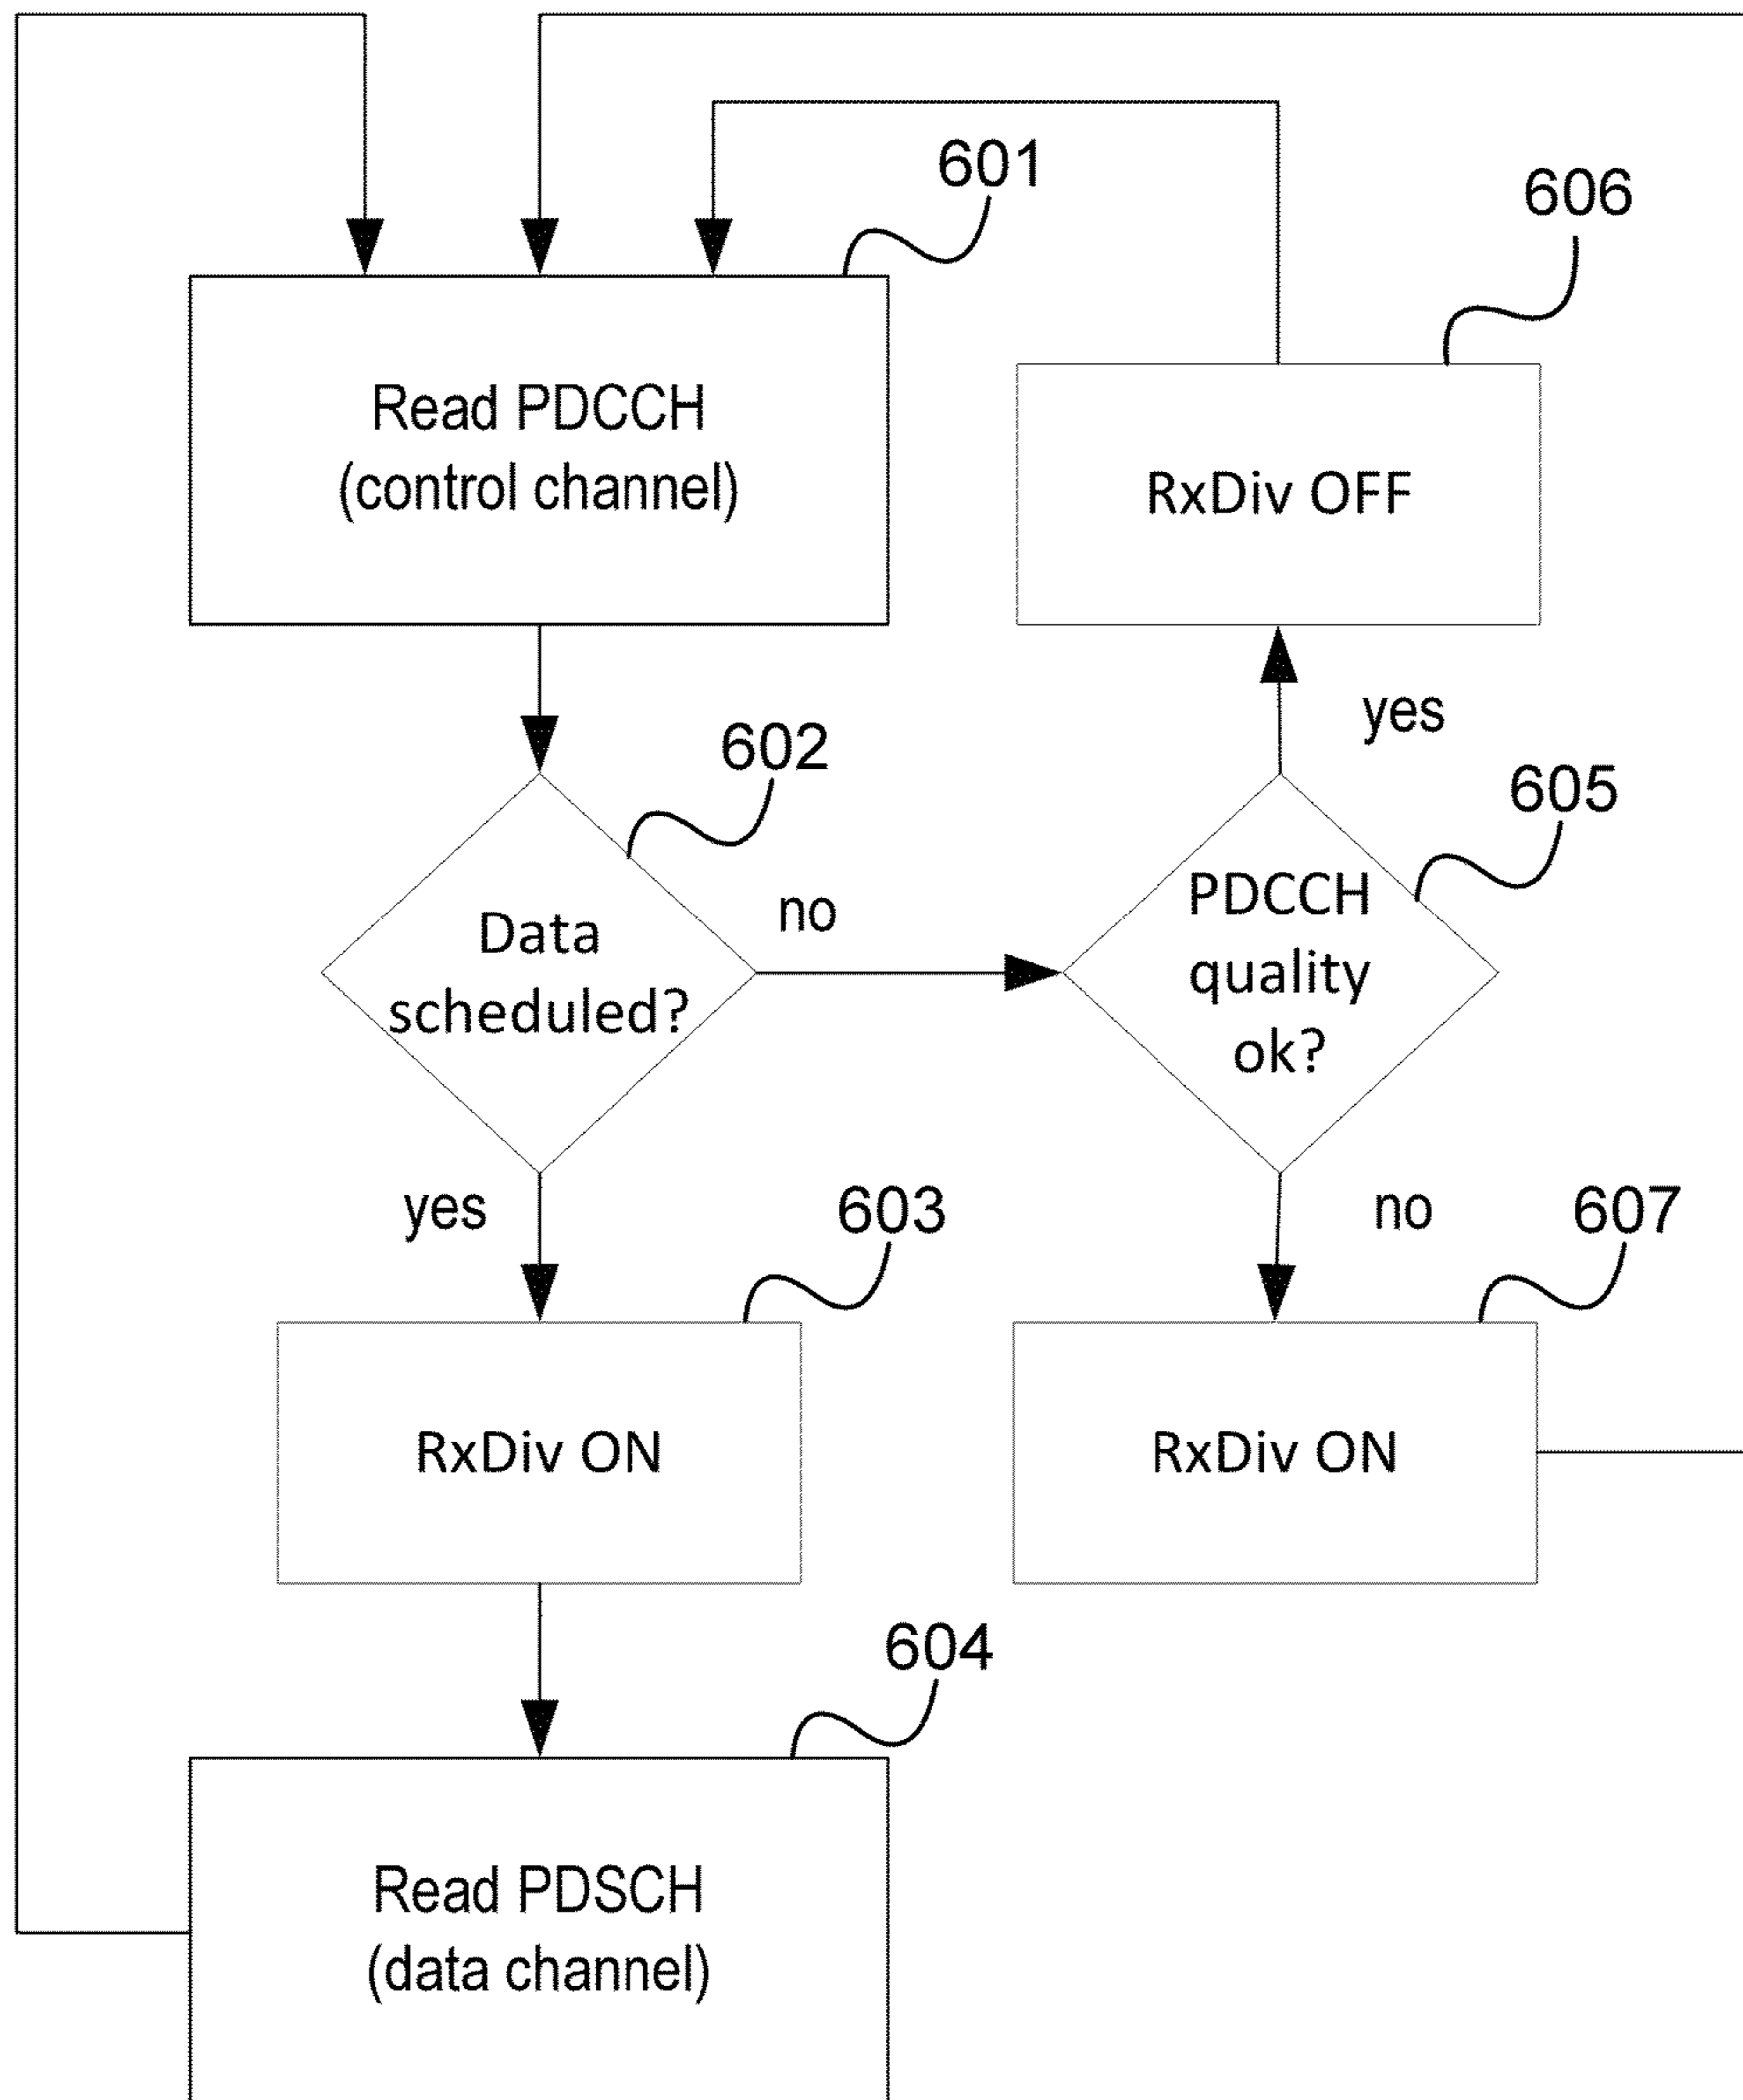 601
606
Read PDCCH
(control channel)
RxDiv OFF
yes
602
605
Data
scheduled?
no
PDCCH
quality
ok?
yes
603
no
607
RxDiv ON
RxDiv ON
604
Read PDSCH
(data channel)